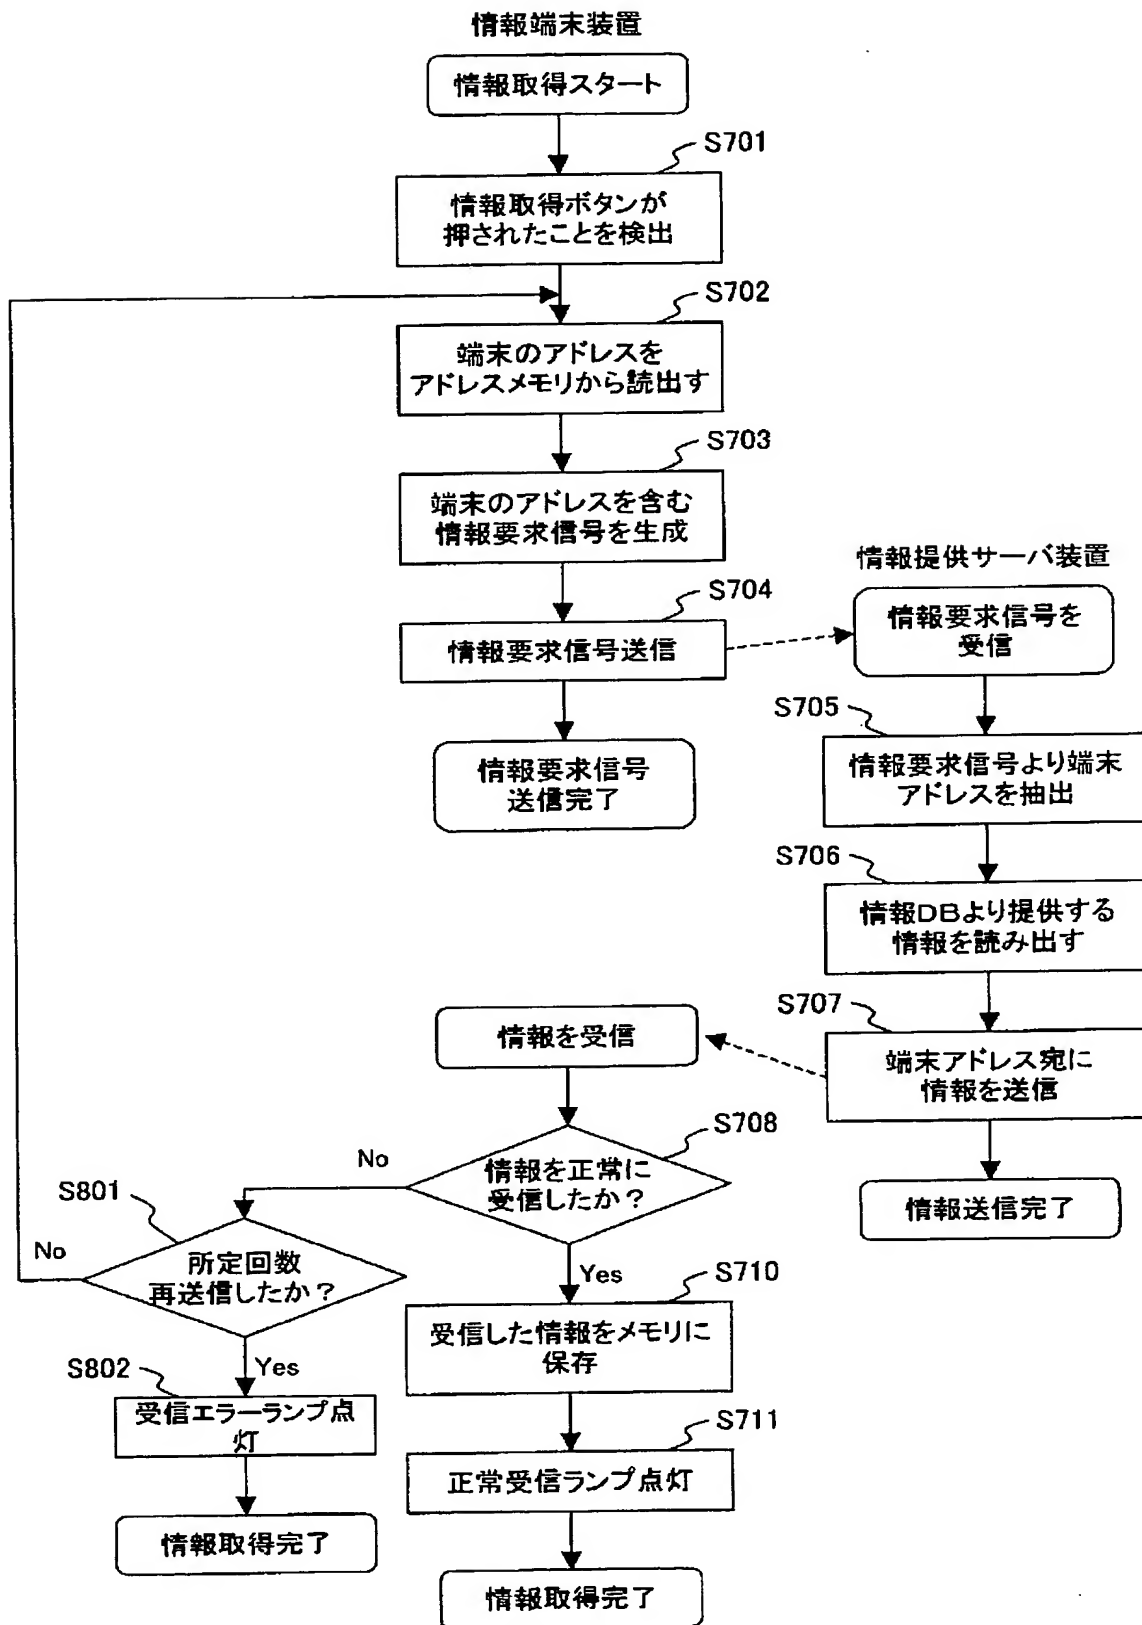 情報端末装置
情報取得スタート
S701
情報取得ボタンが
押されたことを検出
S702
端末のアドレスを
アドレスメモリから読出す
S703
端末のアドレスを含む
情報要求信号を生成
S704
情報要求信号送信
情報要求信号
送信完了
情報提供サーバ装置
情報要求信号を
受信
S705
情報要求信号より端末
アドレスを抽出
S706
情報DBより提供する
情報を読み出す
S707
端末アドレス宛に
情報を送信
情報送信完了
情報を受信
S708
情報を正常に
受信したか？
No
Yes
S801
所定回数
再送信したか？
No
Yes
S802
受信エラーランプ点
灯
情報取得完了
S710
受信した情報をメモリに
保存
S711
正常受信ランプ点灯
情報取得完了